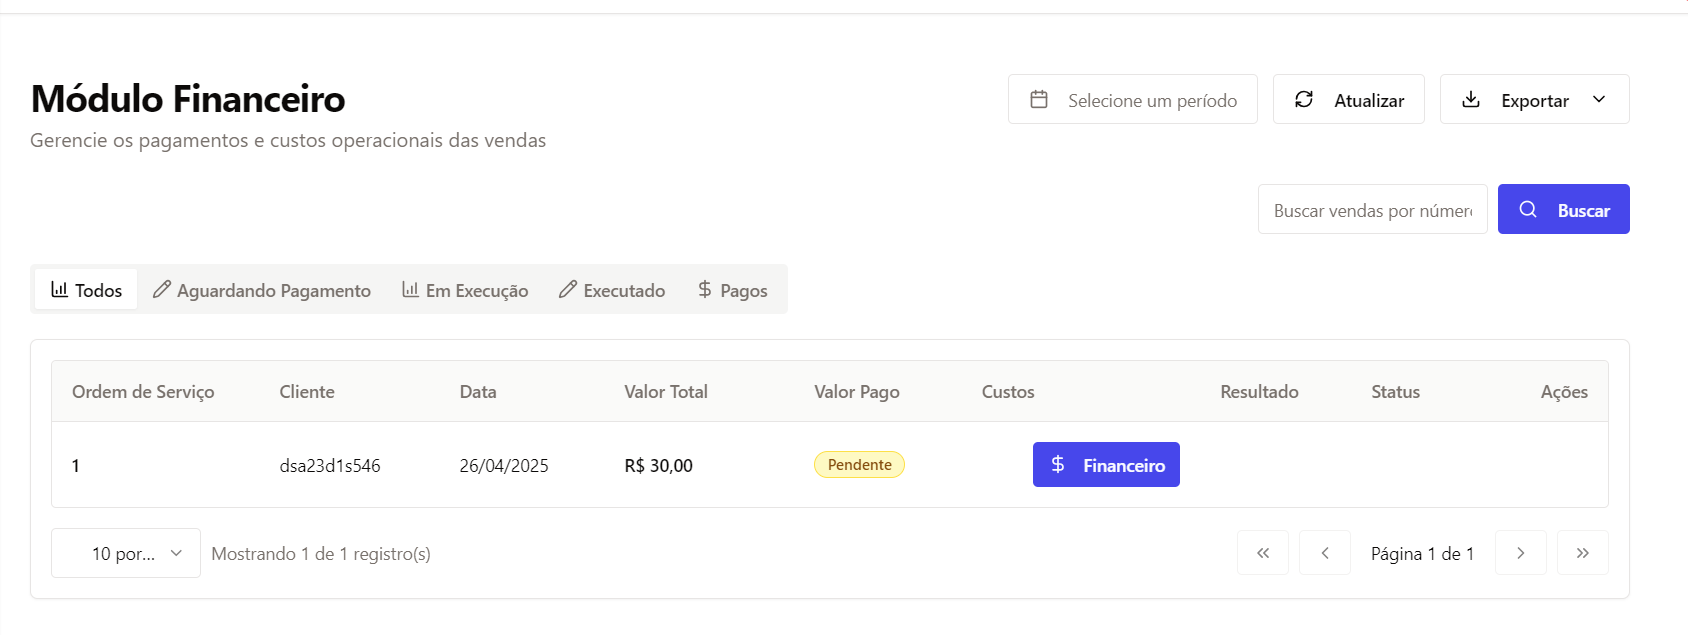 Módulo Financeiro
Gerencie os pagamentos e custos operacionais das vendas
Selecione um período
Atualizar
Exportar
Buscar vendas por número
Buscar
Todos Aguardando Pagamento Em Execução Executado $ Pagos
Ordem de Serviço Cliente Data Valor Total Valor Pago Custos Resultado Status Ações
1 dsa23d1s546 26/04/2025 R$ 30,00 Pendente $ Financeiro
10 por... Mostrando 1 de 1 registro(s) « ‹ Página 1 de 1 › »